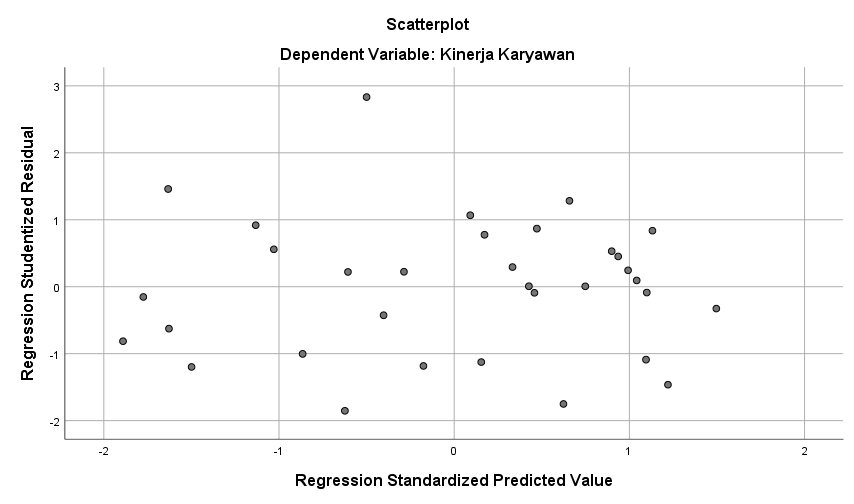 Scatterplot
Dependent Variable: Kinerja Karyawan
Regression Studentized Residual
3
2
1
0
-1
-2
-2
-1
0
1
2
Regression Standardized Predicted Value